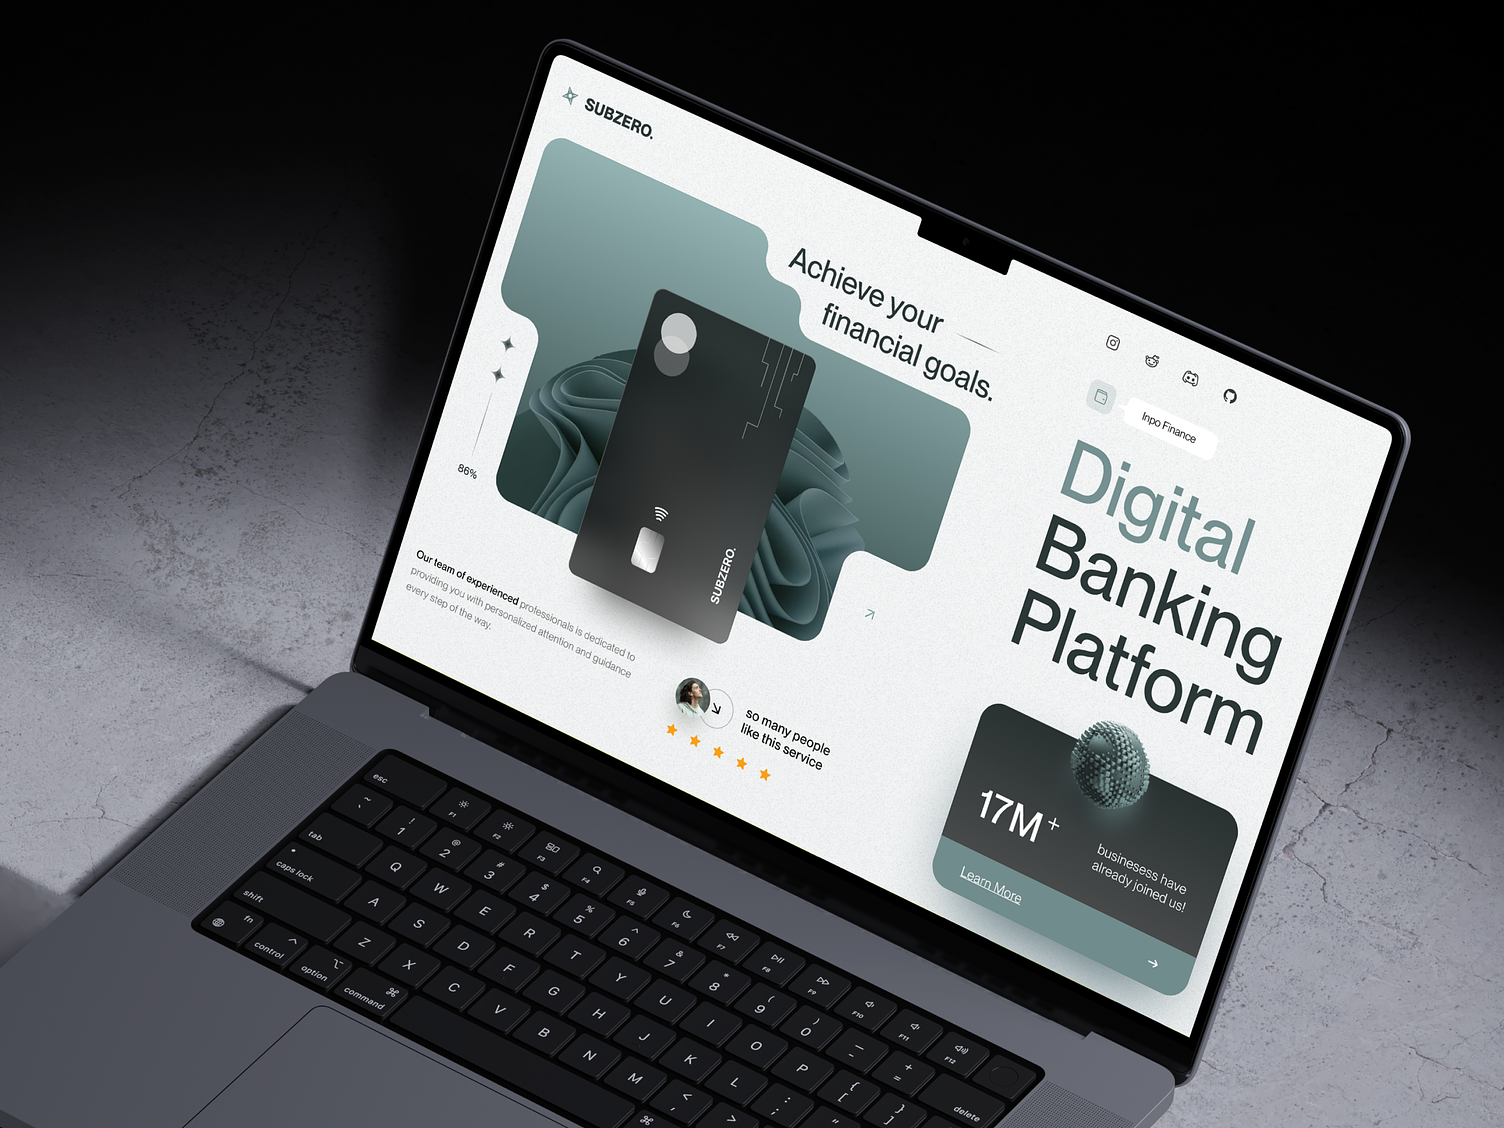 SUBZERO.
Achieve your
financial goals.
Inpo Finance
Digital
Banking
Platform
86%
SUBZERO.
Our team of experienced professionals is dedicated to
providing you with personalized attention and guidance
every step of the way.
so many people
like this service
17M+
businesess have
already joined us!
Learn More
esc
F1
F2
F3
F4
F5
F6
F7
F8
F9
F10
F11
F12
~
`
! 1
@ 2
# 3
$ 4
% 5
^ 6
& 7
* 8
( 9
) 0
_ -
+ =
delete
tab
Q W E R T Y U I O P { [ } ]
caps lock
A S D F G H J K L : ;
"
shift
Z X C V B N M < , >
fn
control
option
command